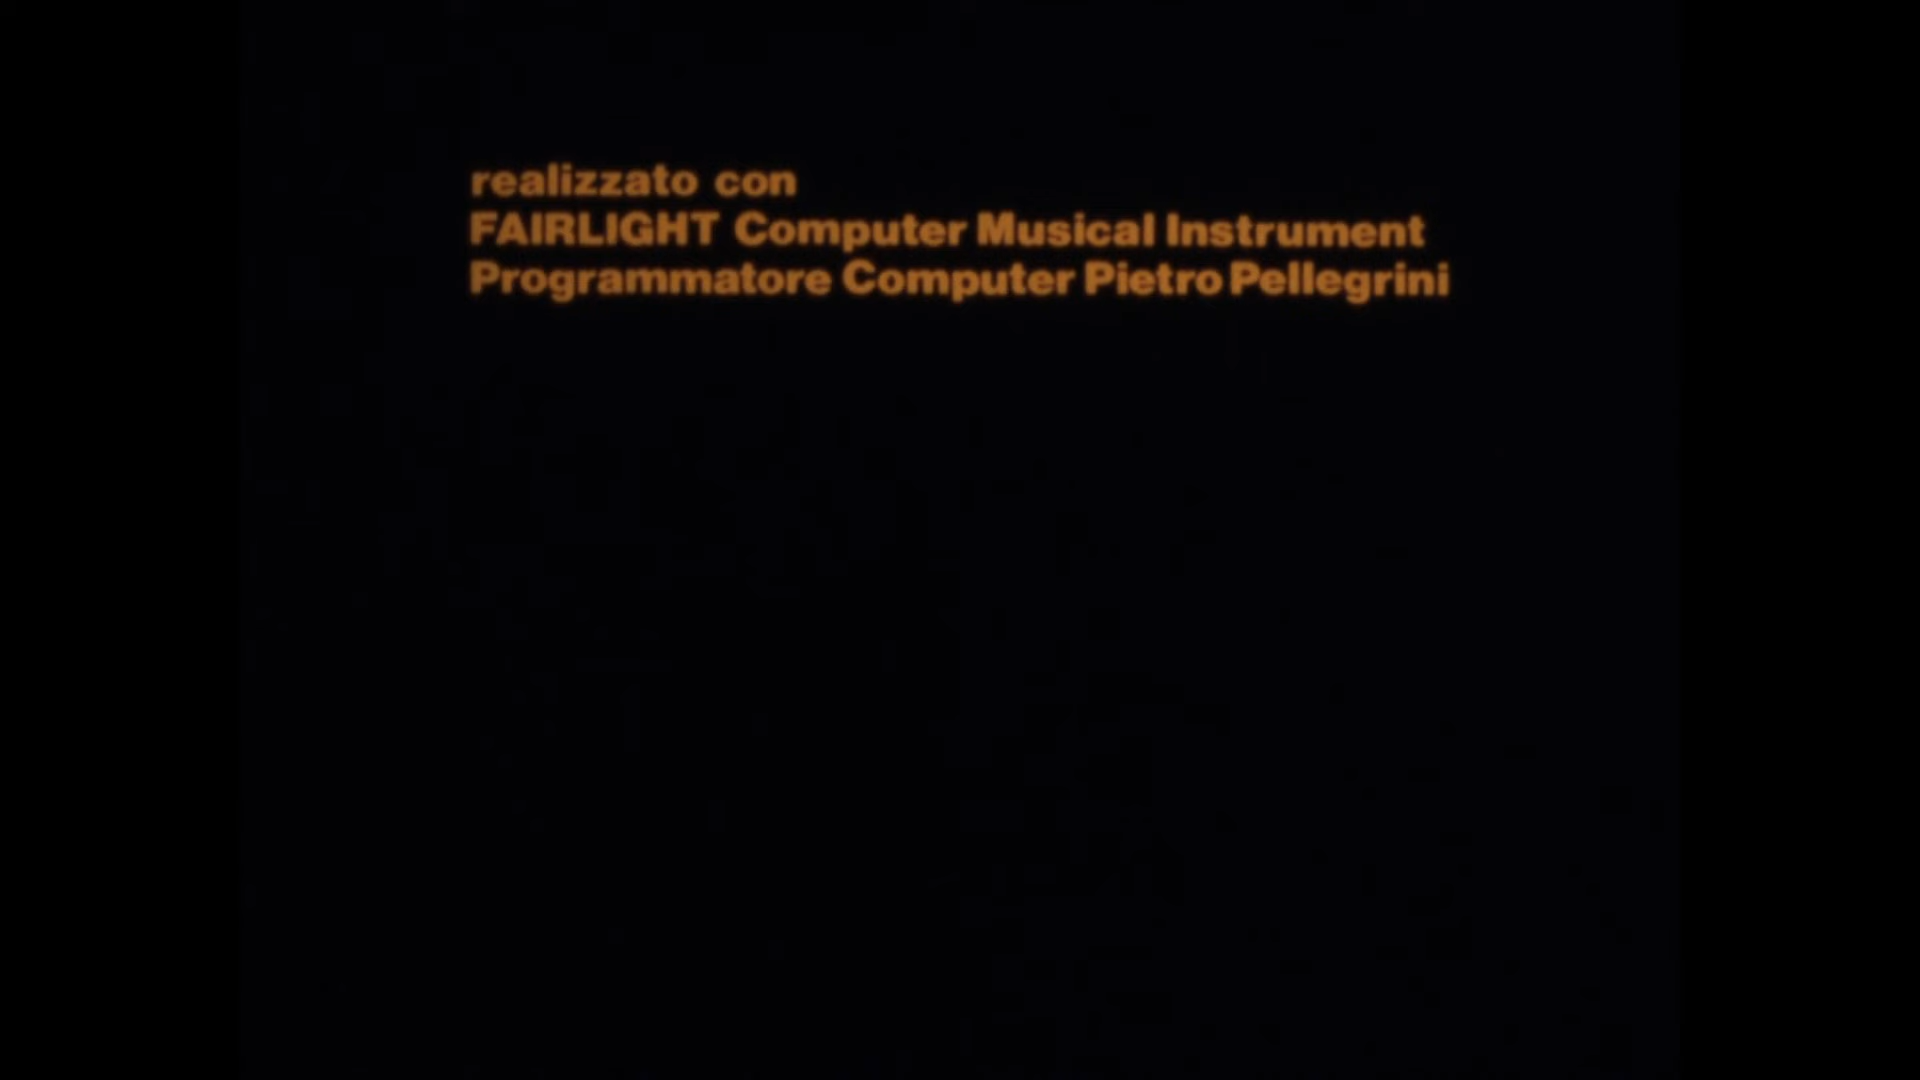 realizzato con
FAIRLIGHT Computer Musical Instrument
Programmatore Computer Pietro Pellegrini